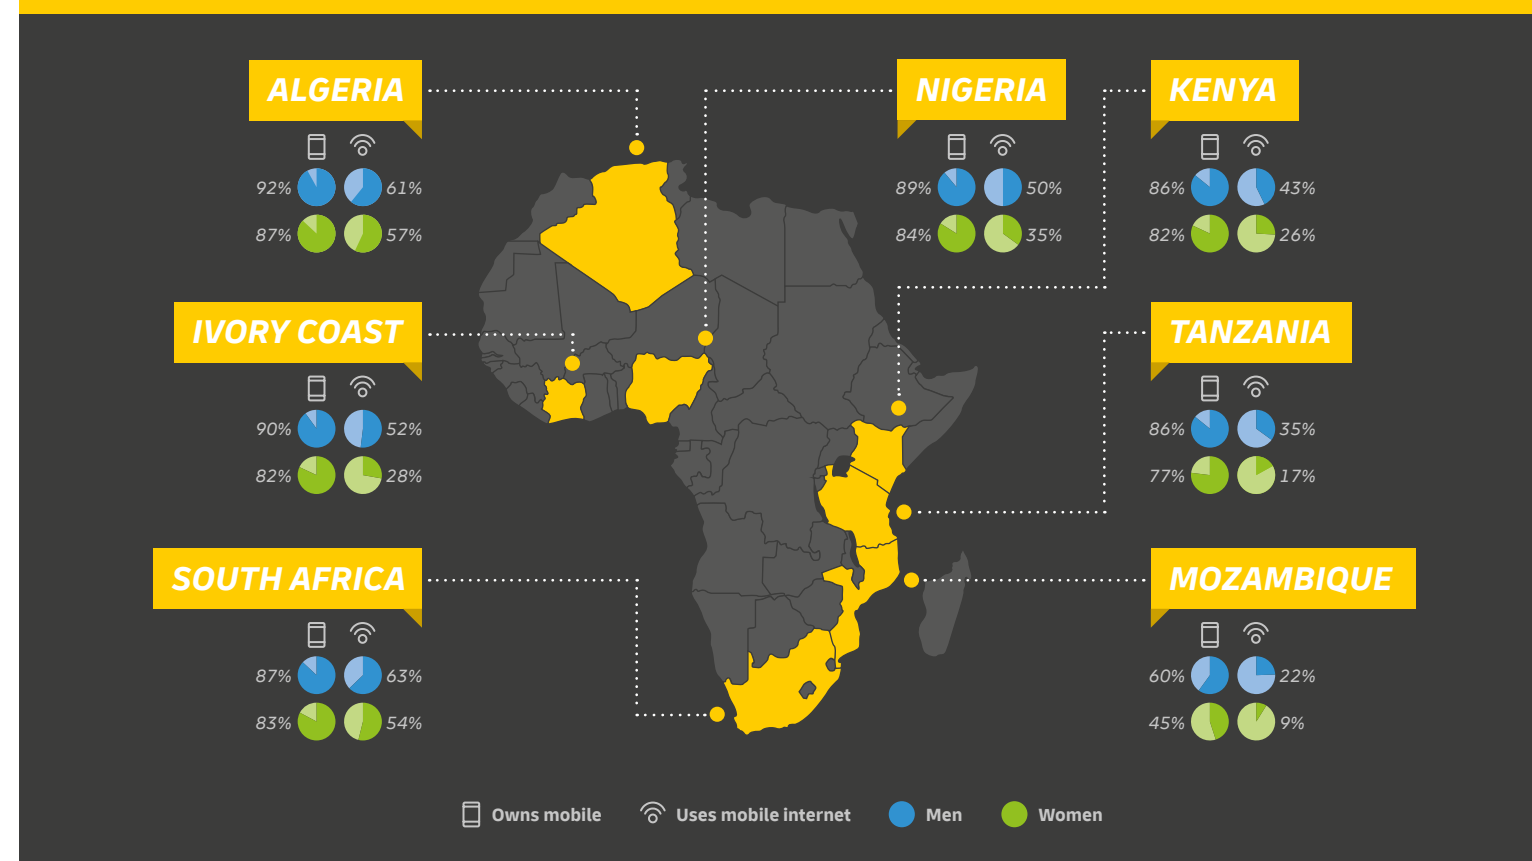 ALGERIA
92% 61%
87% 57%
NIGERIA
89% 50%
84% 35%
KENYA
86% 43%
82% 26%
IVORY COAST
90% 52%
82% 28%
TANZANIA
86% 35%
77% 17%
SOUTH AFRICA
87% 63%
83% 54%
MOZAMBIQUE
60% 22%
45% 9%
Owns mobile Uses mobile internet Men Women